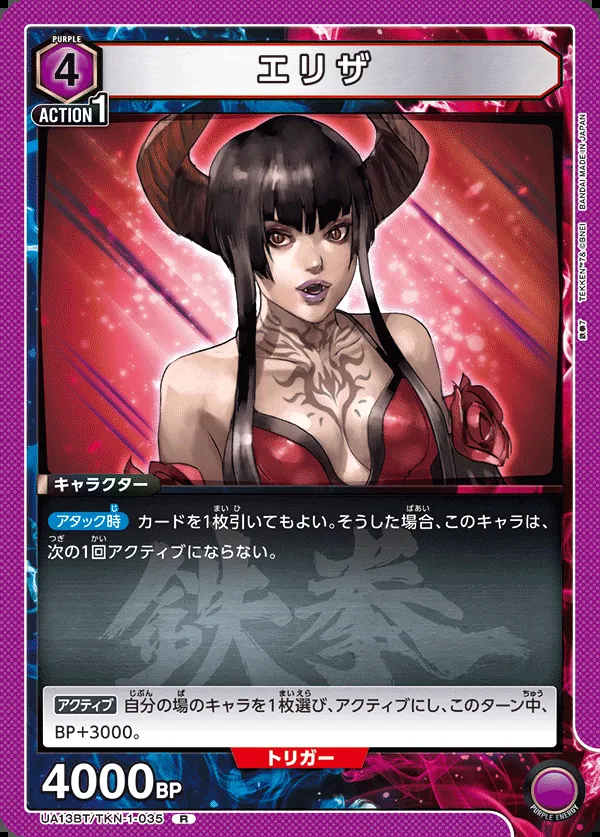 PURPLE
4
ACTION 1
エリザ
鉄拳7 TEKKEN™7& ©BNEI BANDAI MADE IN JAPAN
キャラクター
アタック時 カードを1枚引いてもよい。そうした場合、このキャラは、
次の1回アクティブにならない。
鉄拳
アクティブ 自分の場のキャラを1枚選び、アクティブにし、このターン中、
BP+3000。
トリガー
4000BP
PURPLE ENERGY
UA13BT/TKN-1-035 R